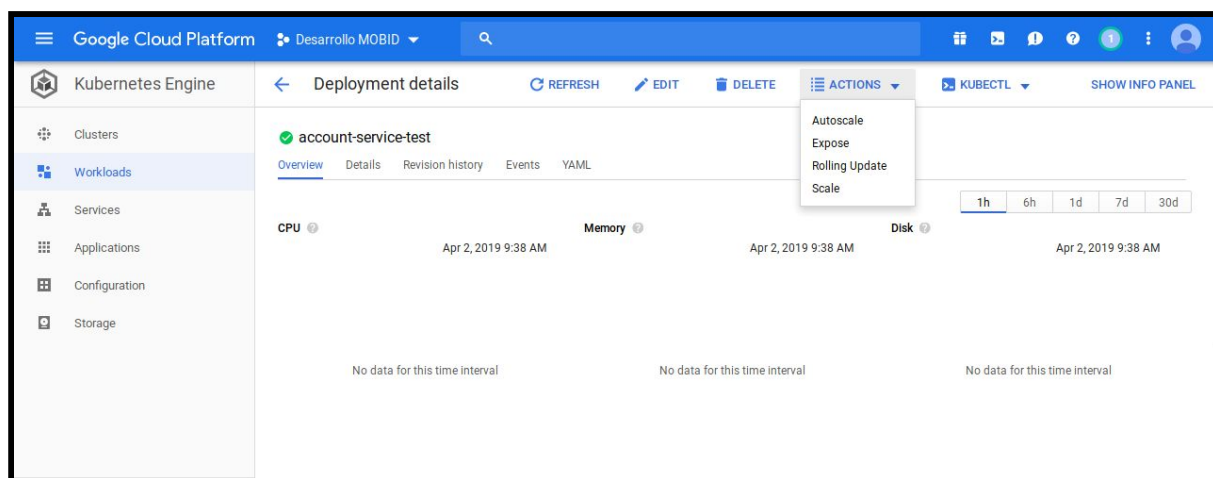 Google Cloud Platform Desarrollo MOBID 1
Kubernetes Engine Deployment details REFRESH EDIT DELETE ACTIONS KUBECTL SHOW INFO PANEL
Clusters
Workloads
Services
Applications
Configuration
Storage
account-service-test
Overview Details Revision history Events YAML
Autoscale
Expose
Rolling Update
Scale
1h 6h 1d 7d 30d
CPU Memory Disk
Apr 2, 2019 9:38 AM Apr 2, 2019 9:38 AM Apr 2, 2019 9:38 AM
No data for this time interval No data for this time interval No data for this time interval